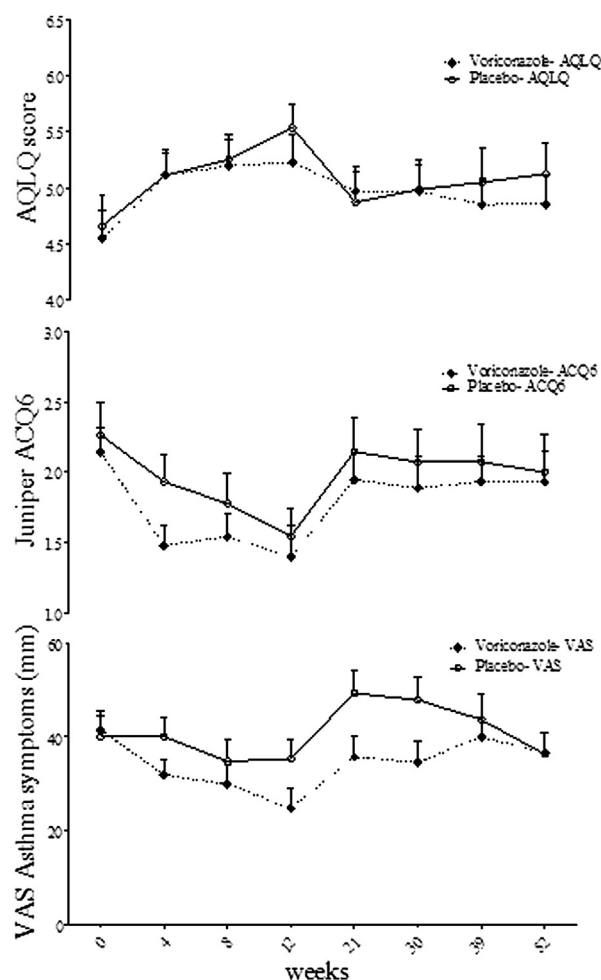 6.5
6.0
5.5
5.0
4.5
4.0
AQLQ score
Voriconazole- AQLQ
Placebo- AQLQ
3.0
2.5
2.0
1.5
1.0
Juniper ACQ6
Voriconazole- ACQ6
Placebo- ACQ6
60
40
20
0
VAS Asthma symptoms (mm)
Voriconazole- VAS
Placebo- VAS
0 4 8 12 21 30 39 52
weeks